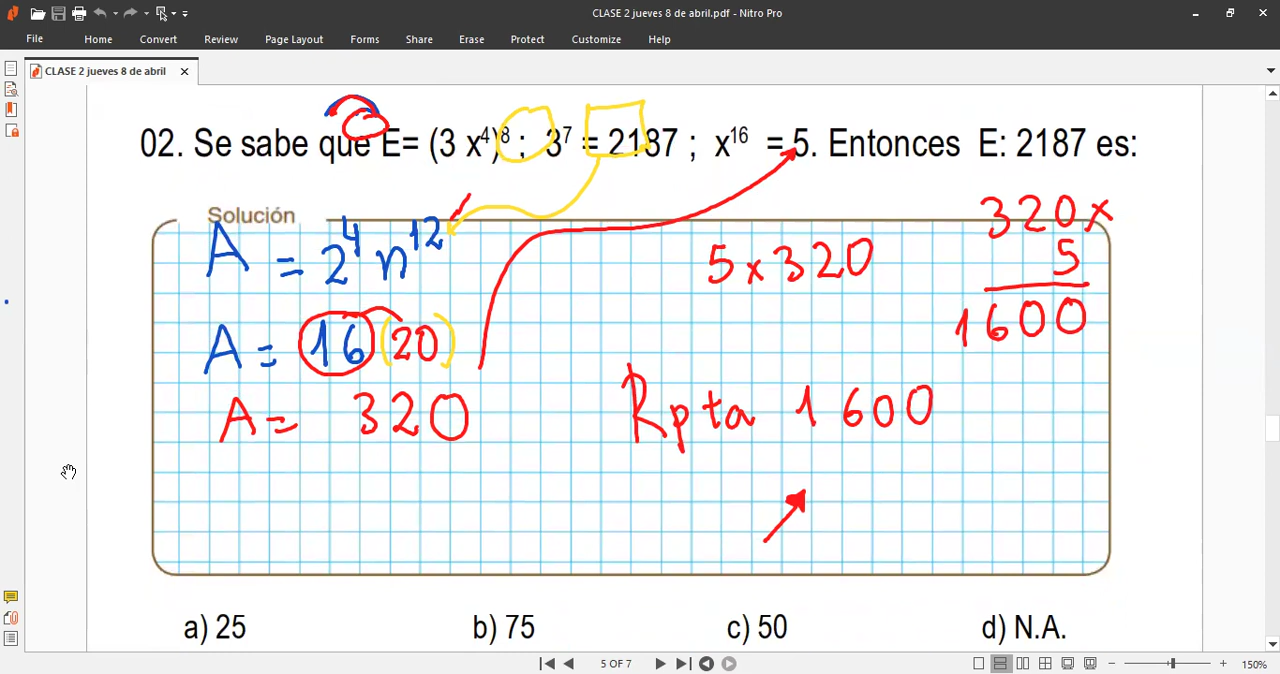 CLASE 2 jueves 8 de abril.pdf - Nitro Pro
File Home Convert Review Page Layout Forms Share Erase Protect Customize Help
CLASE 2 jueves 8 de abril
02. Se sabe que E= (3 x⁴)⁸ ; 3⁷ = 2187 ; x¹⁶ = 5. Entonces E: 2187 es:
Solución
A = 2⁴ n¹²
A = 16 (20)
A = 320
5 x 320
Rpta 1 600
320 x
5
1600
a) 25 b) 75 c) 50 d) N.A.
5 OF 7
150%